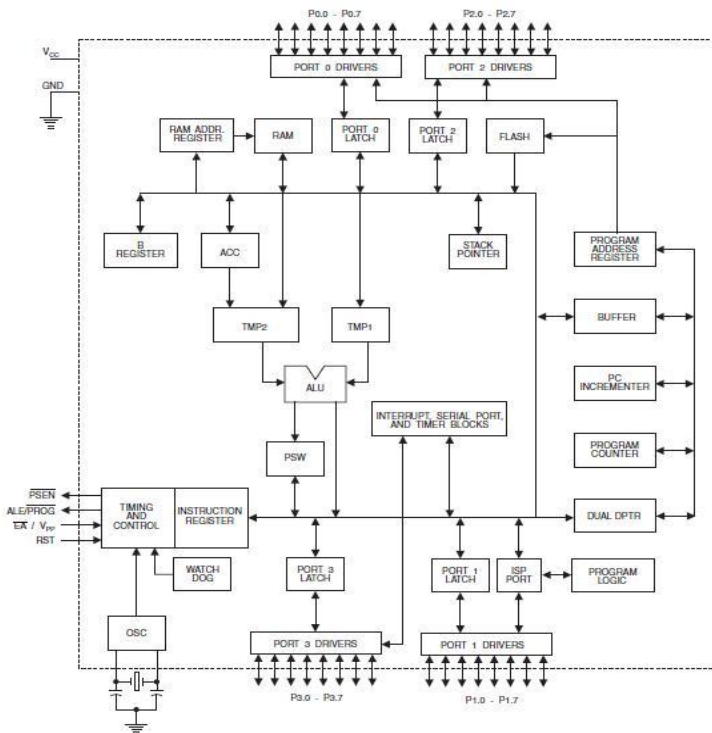 P0.0 - P0.7
P2.0 - P2.7
VCC
PORT 0 DRIVERS
PORT 2 DRIVERS
GND
RAM ADDR.
REGISTER
RAM
PORT 0
LATCH
PORT 2
LATCH
FLASH
B
REGISTER
ACC
STACK
POINTER
PROGRAM
ADDRESS
REGISTER
TMP2
TMP1
BUFFER
ALU
PC
INCREMENTER
INTERRUPT, SERIAL PORT,
AND TIMER BLOCKS
PSW
PROGRAM
COUNTER
PSEN
ALE/PROG
EA / VPP
RST
TIMING
AND
CONTROL
INSTRUCTION
REGISTER
DUAL DPTR
WATCH
DOG
PORT 3
LATCH
PORT 1
LATCH
ISP
PORT
PROGRAM
LOGIC
OSC
PORT 3 DRIVERS
PORT 1 DRIVERS
P3.0 - P3.7
P1.0 - P1.7